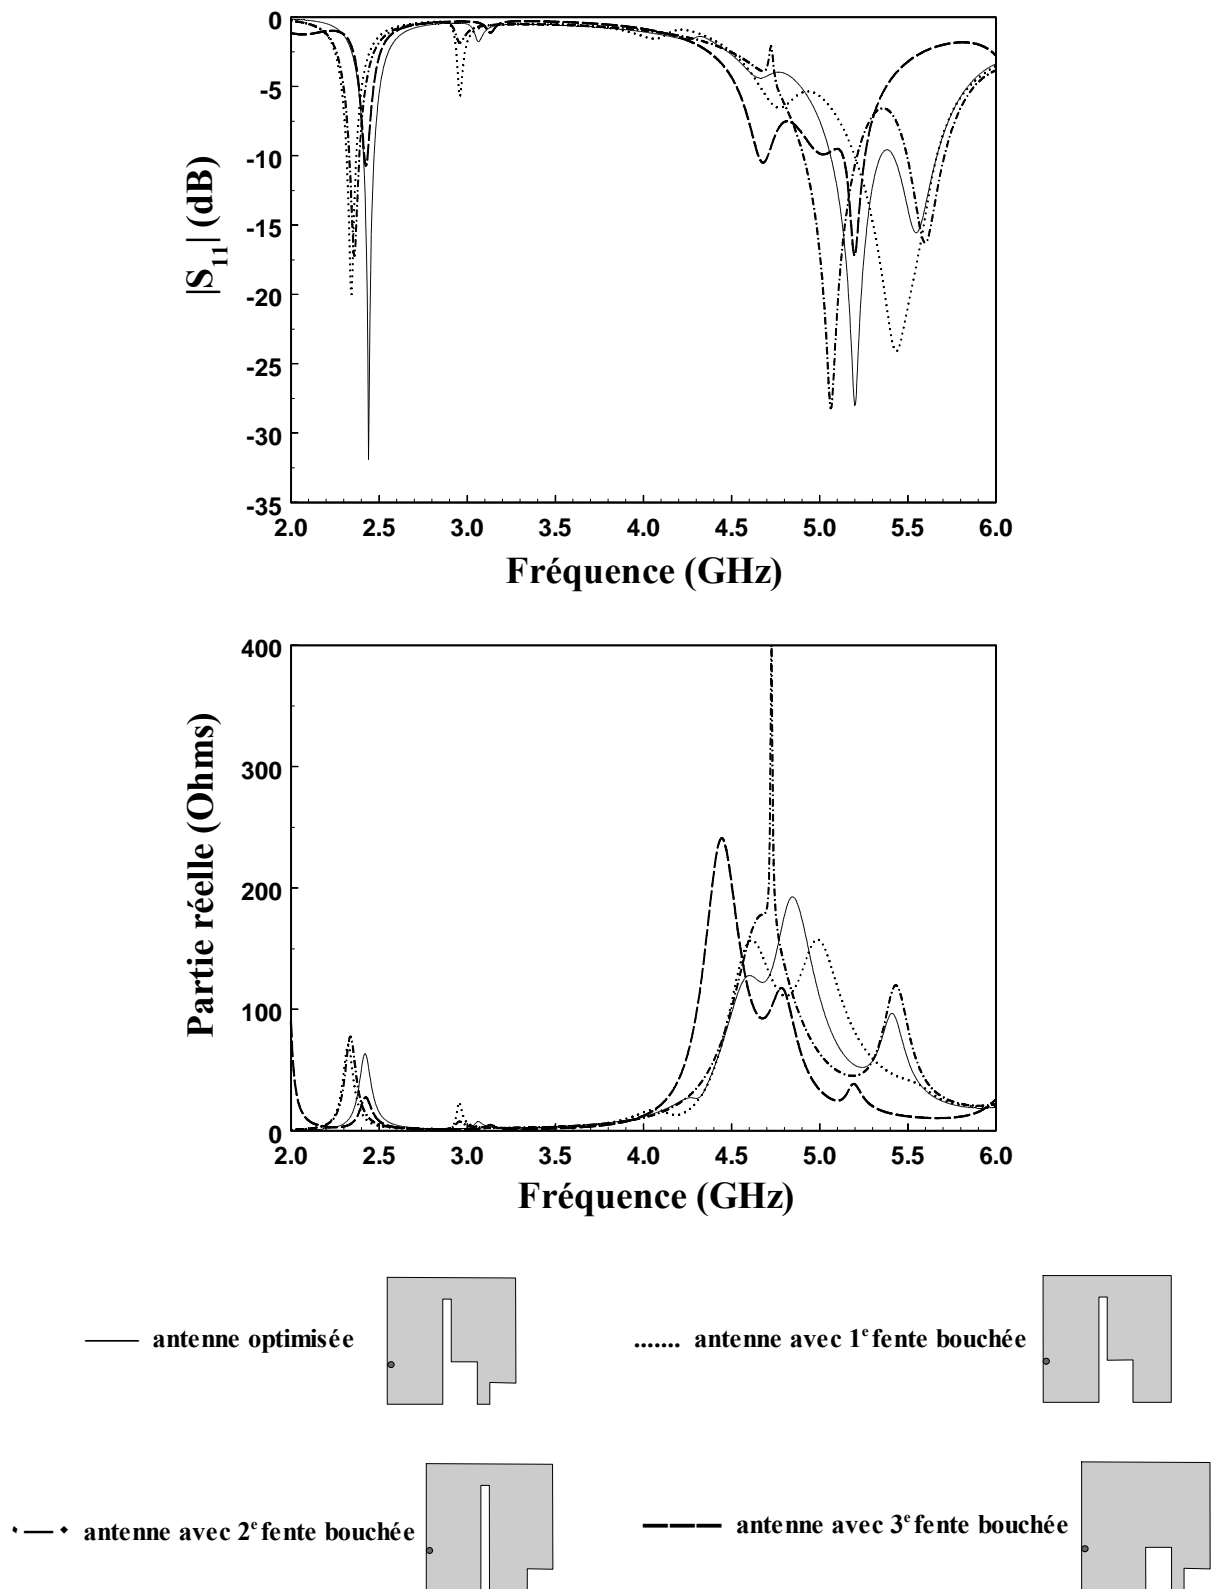 0
-5
-10
-15
-20
-25
-30
-35
|S11| (dB)
2.0 2.5 3.0 3.5 4.0 4.5 5.0 5.5 6.0
Fréquence (GHz)
400
300
200
100
0
Partie réelle (Ohms)
2.0 2.5 3.0 3.5 4.0 4.5 5.0 5.5 6.0
Fréquence (GHz)
antenne optimisée
antenne avec 1e fente bouchée
antenne avec 2e fente bouchée
antenne avec 3e fente bouchée